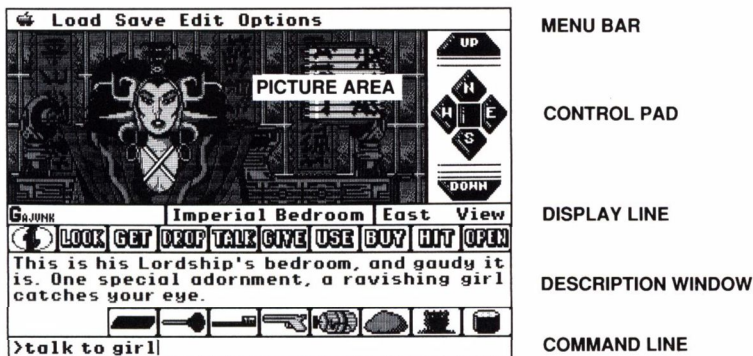 Load Save Edit Options
MENU BAR
UP
PICTURE AREA
N
W i E
S
CONTROL PAD
DOWN
GAJUNK Imperial Bedroom East View
DISPLAY LINE
LOOK GET DROP TALK GIVE USE BUY HIT OPEN
This is his Lordship's bedroom, and gaudy it
is. One special adornment, a ravishing girl
catches your eye.
DESCRIPTION WINDOW
>talk to girl
COMMAND LINE